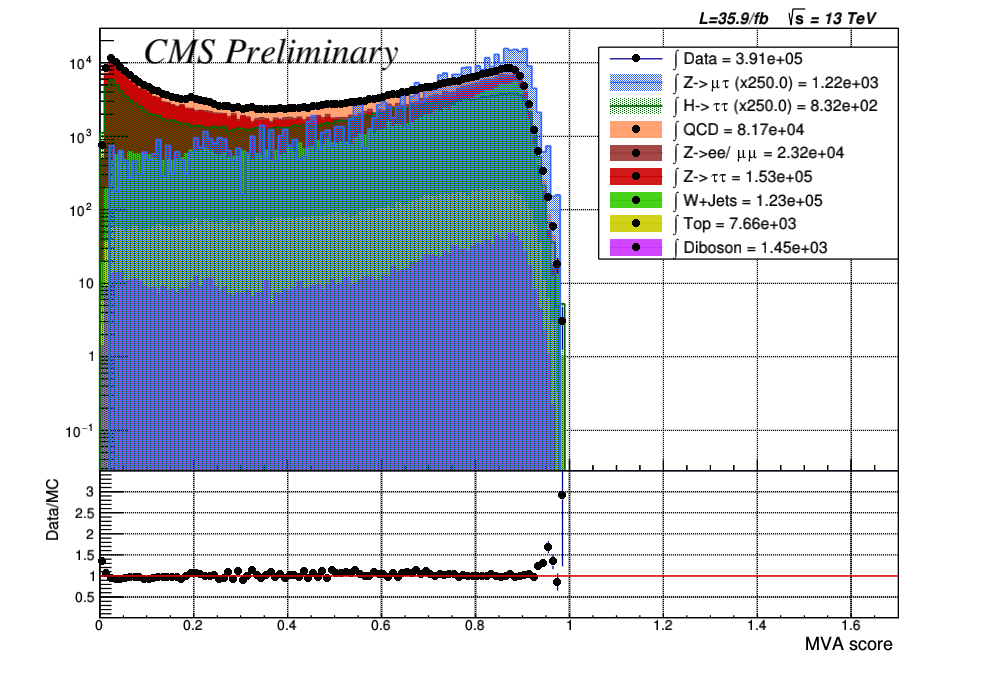 L=35.9/fb √s = 13 TeV
CMS Preliminary
∫ Data = 3.91e+05
∫ Z->μτ (x250.0) = 1.22e+03
∫ H->ττ (x250.0) = 8.32e+02
∫ QCD = 8.17e+04
∫ Z->ee/ μμ = 2.32e+04
∫ Z->ττ = 1.53e+05
∫ W+Jets = 1.23e+05
∫ Top = 7.66e+03
∫ Diboson = 1.45e+03
10⁴
10³
10²
10
1
10⁻¹
Data/MC
3
2.5
2
1.5
1
0.5
0 0.2 0.4 0.6 0.8 1 1.2 1.4 1.6
MVA score